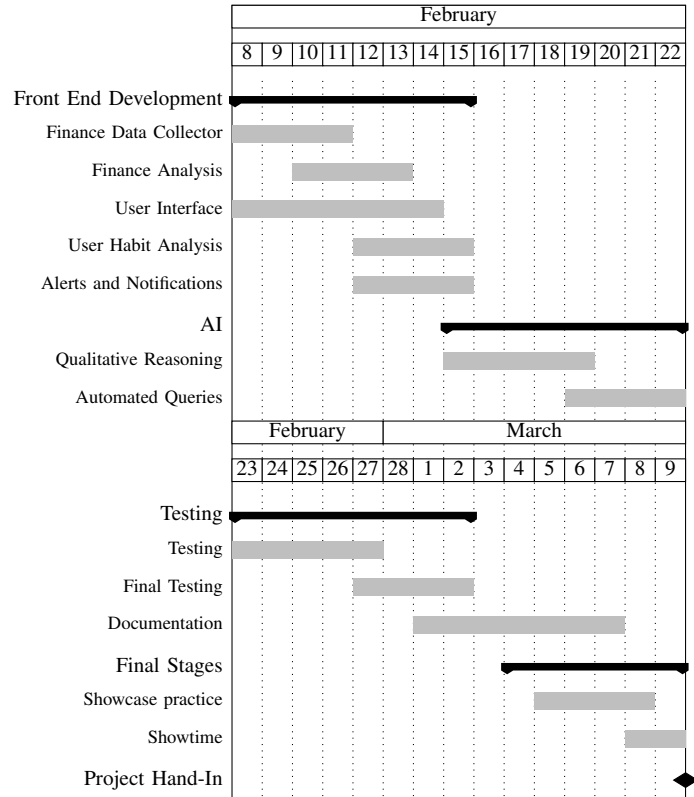 February
8 9 10 11 12 13 14 15 16 17 18 19 20 21 22
Front End Development
Finance Data Collector
Finance Analysis
User Interface
User Habit Analysis
Alerts and Notifications
AI
Qualitative Reasoning
Automated Queries
February March
23 24 25 26 27 28 1 2 3 4 5 6 7 8 9
Testing
Testing
Final Testing
Documentation
Final Stages
Showcase practice
Showtime
Project Hand-In